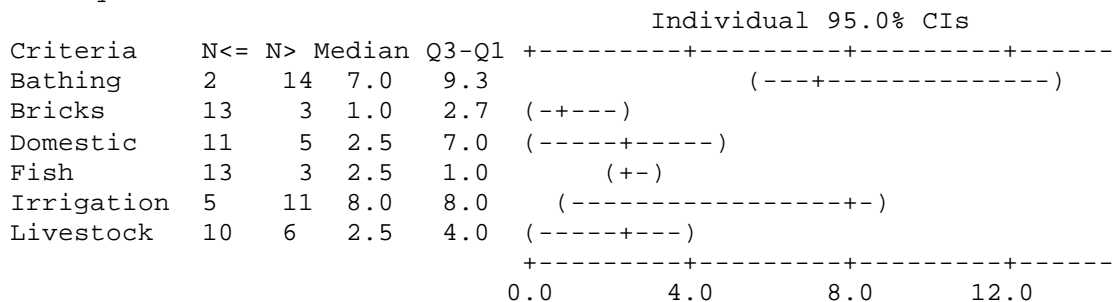 Individual 95.0% CIs
Criteria    N<=  N> Median Q3-Q1  +---------+---------+---------+------
Bathing     2    14  7.0    9.3                 (---+--------------)
Bricks      13    3  1.0    2.7   (-+---)
Domestic    11    5  2.5    7.0   (-----+-----)
Fish        13    3  2.5    1.0        (+-)
Irrigation  5    11  8.0    8.0     (-----------------+-)
Livestock   10   6   2.5    4.0   (-----+---)
+---------+---------+---------+------
0.0       4.0       8.0      12.0